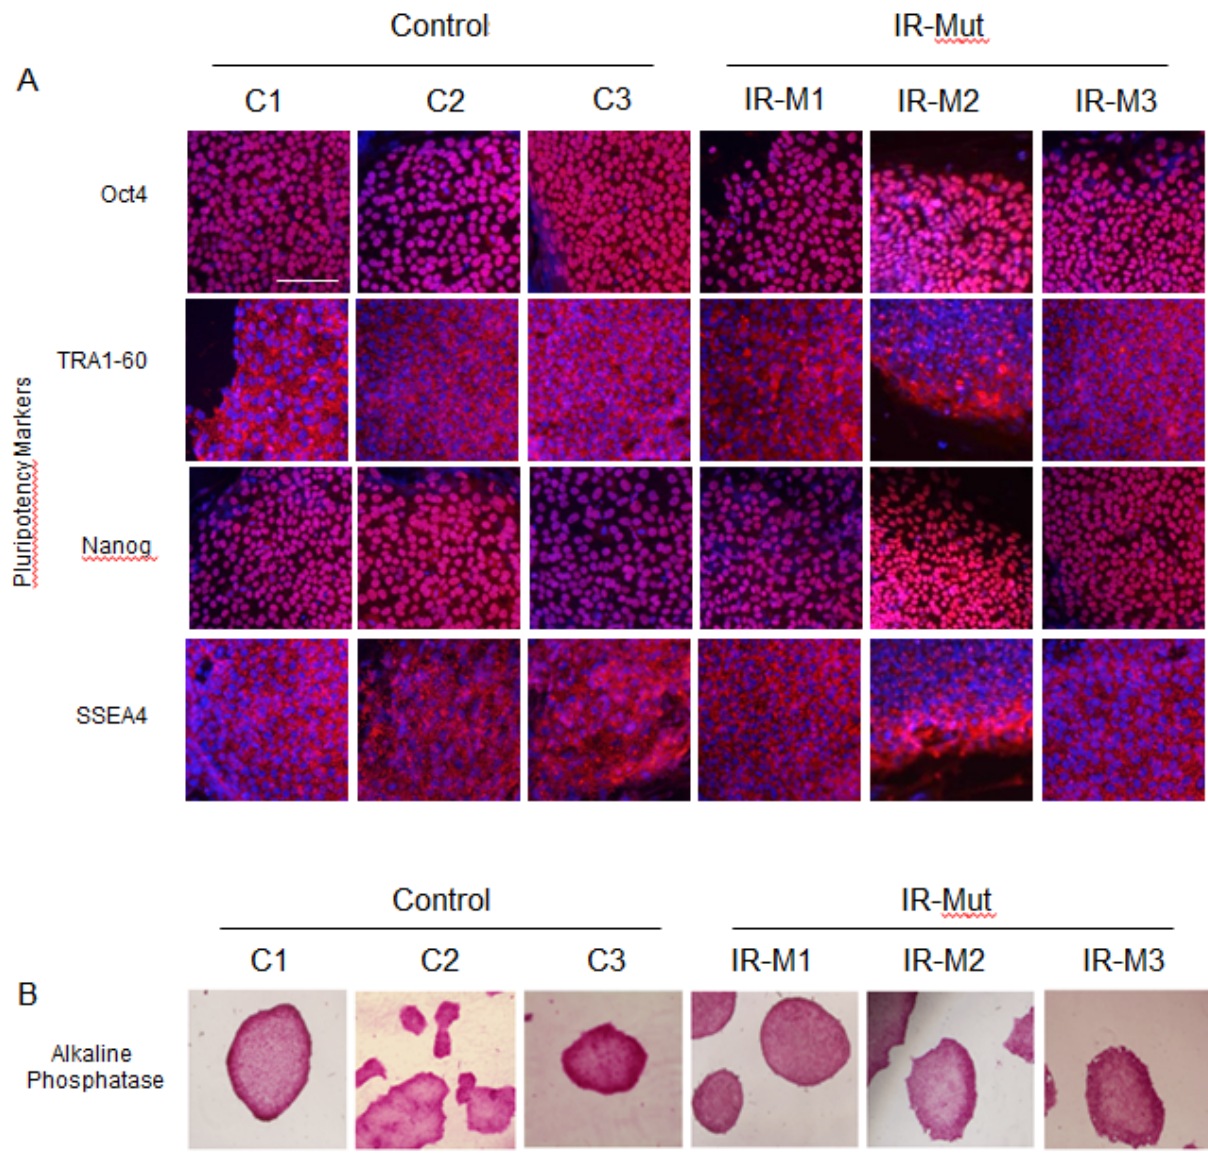 Control IR-Mut
A
C1 C2 C3 IR-M1 IR-M2 IR-M3
Oct4
TRA1-60
Pluripotency Markers
Nanog
SSEA4
Control IR-Mut
C1 C2 C3 IR-M1 IR-M2 IR-M3
B
Alkaline
Phosphatase